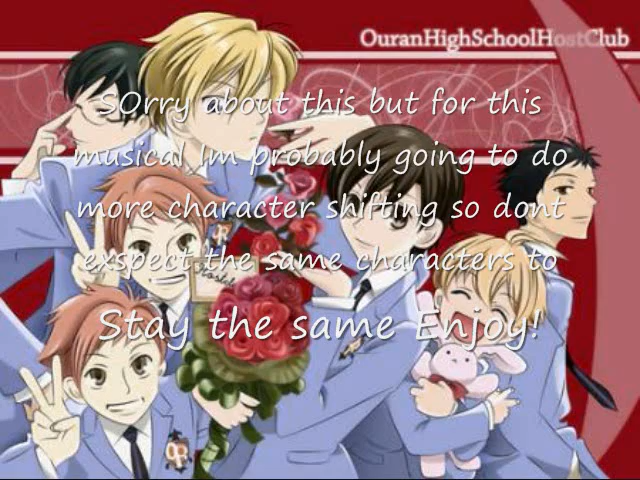 OuranHighSchoolHostClub
SOrry about this but for this
musical Im probably going to do
more character shifting so dont
exspect the same characters to
Stay the same Enjoy!